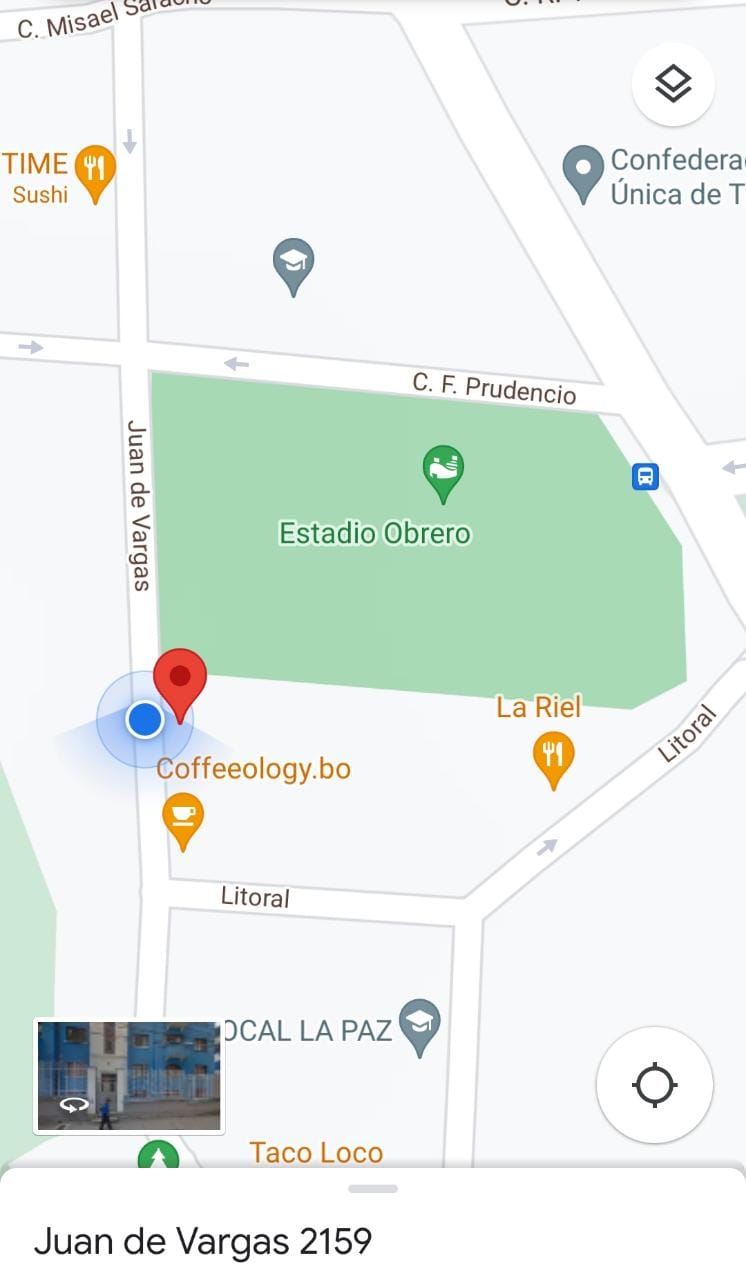 C. Misael Saracho
TIME
Sushi
Confedera
Única de T
C. F. Prudencio
Juan de Vargas
Estadio Obrero
La Riel
Litoral
Coffeeology.bo
Litoral
OCAL LA PAZ
Taco Loco
Juan de Vargas 2159